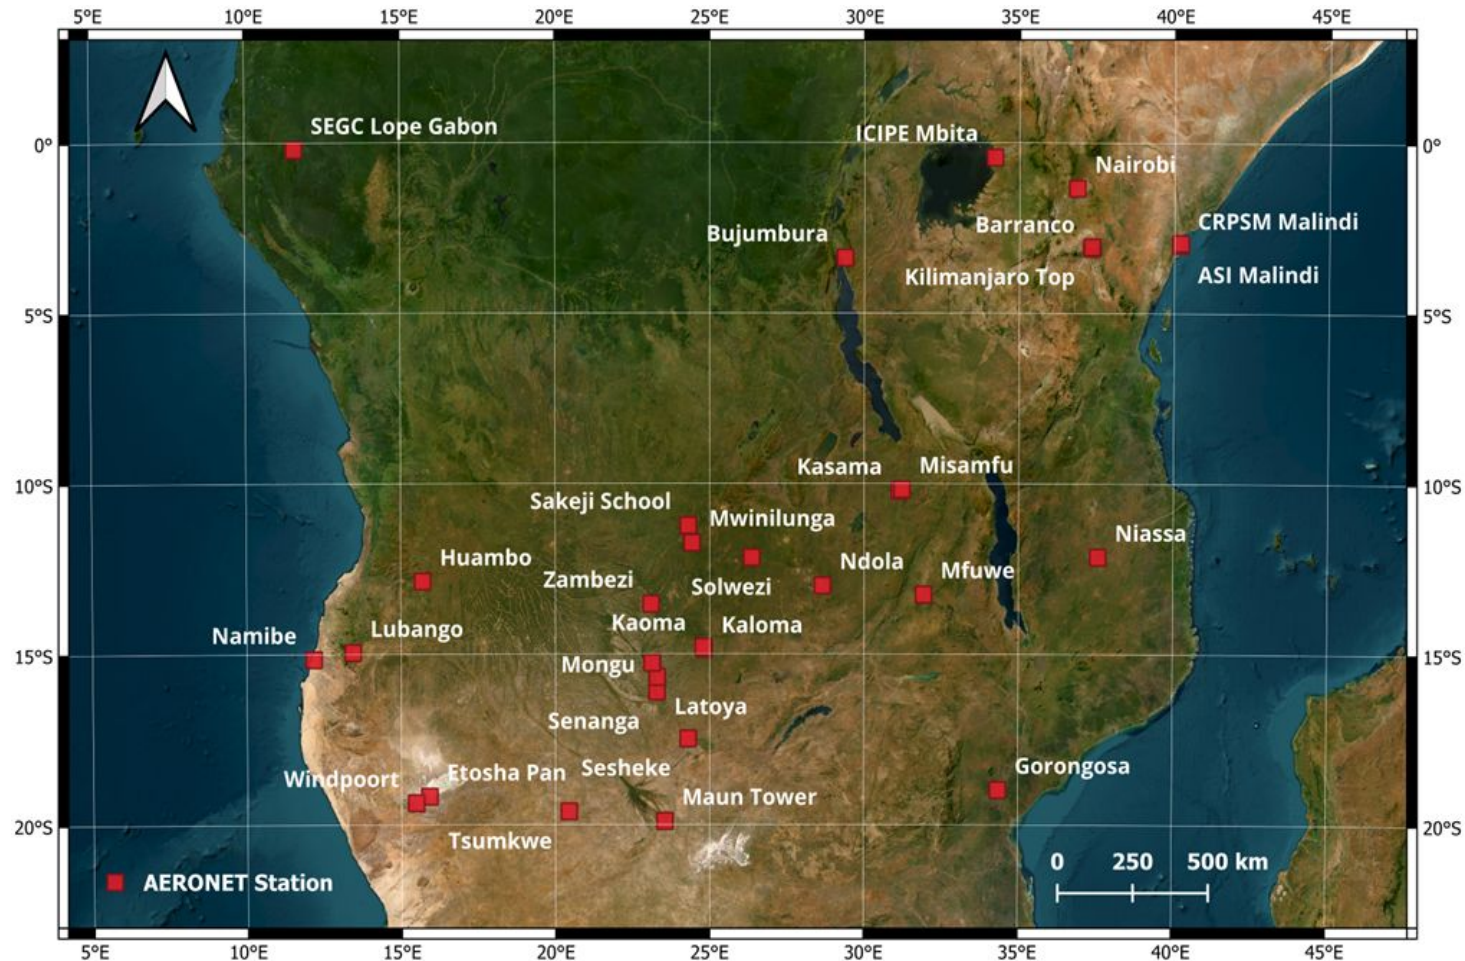 5°E 10°E 15°E 20°E 25°E 30°E 35°E 40°E 45°E
SEGC Lope Gabon
ICIPE Mbita
0° 0°
Nairobi
Barranco
CRPSM Malindi
Bujumbura
Kilimanjaro Top
ASI Malindi
5°S 5°S
Kasama
Misamfu
10°S 10°S
Sakeji School
Mwinilunga
Niassa
Huambo
Ndola
Mfuwe
Zambezi
Solwezi
Kaoma
Kaloma
Namibe
Lubango
15°S 15°S
Mongu
Latoya
Senanga
Sesheke
Gorongosa
Windpoort
Etosha Pan
Maun Tower
20°S 20°S
Tsumkwe
0 250 500 km
AERONET Station
5°E 10°E 15°E 20°E 25°E 30°E 35°E 40°E 45°E